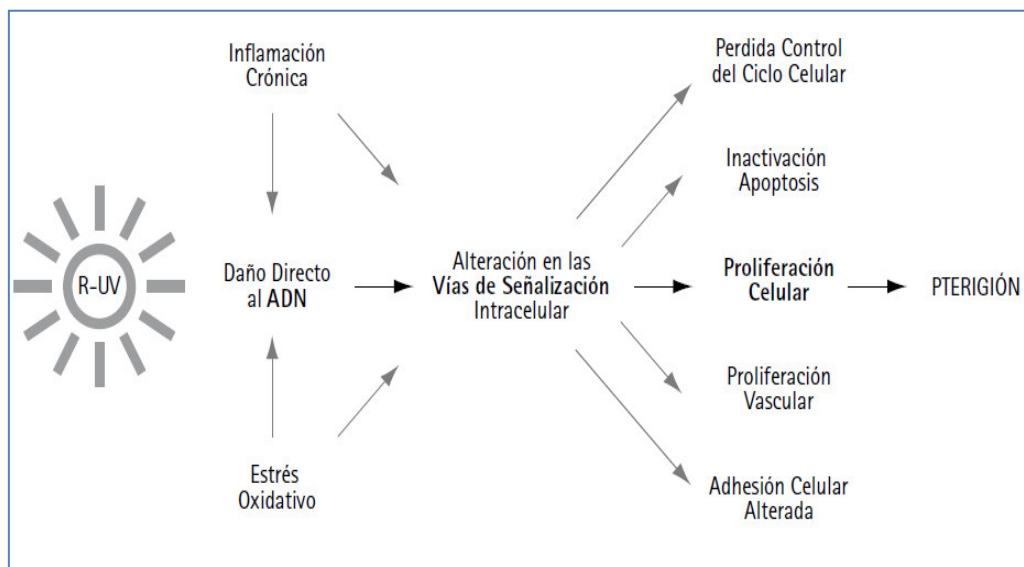 Inflamación
Crónica
R-UV
Daño Directo
al ADN
Estrés
Oxidativo
Alteración en las
Vías de Señalización
Intracelular
Perdida Control
del Ciclo Celular
Inactivación
Apoptosis
Proliferación
Celular
PTERIGIÓN
Proliferación
Vascular
Adhesión Celular
Alterada